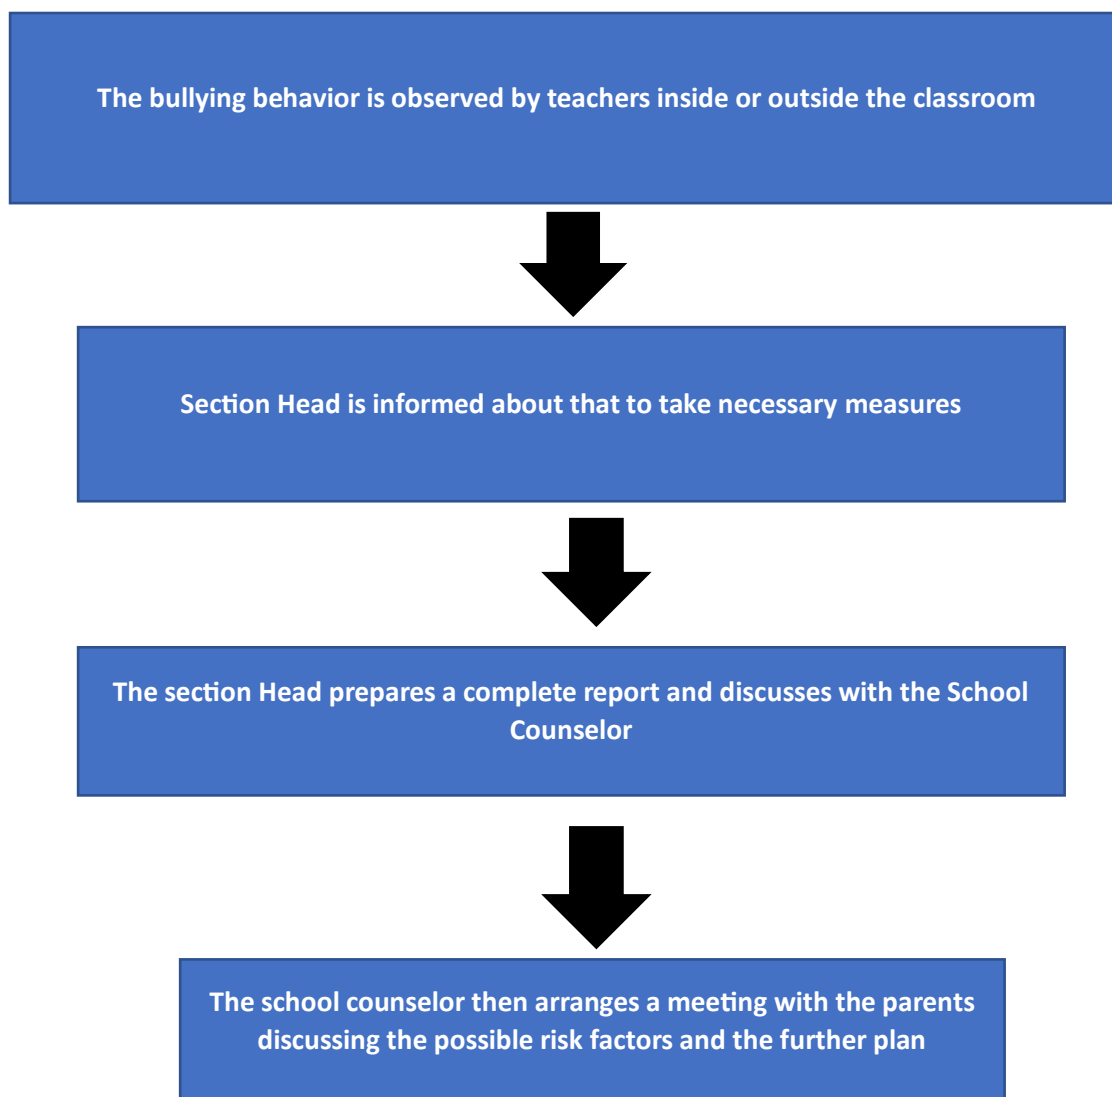 The bullying behavior is observed by teachers inside or outside the classroom
Section Head is informed about that to take necessary measures
The section Head prepares a complete report and discusses with the School
Counselor
The school counselor then arranges a meeting with the parents
discussing the possible risk factors and the further plan